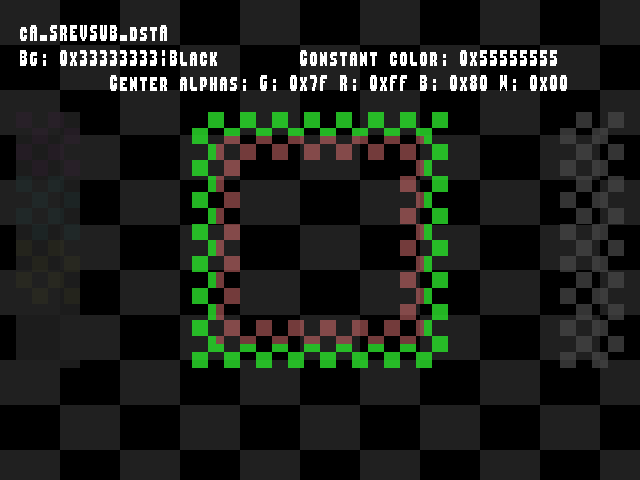 cA_SREVSUB_DSTA
BG: 0x33333333¦BLACK CONSTANT COLOR: 0x55555555
CENTER ALPHAS: G: 0x7F R: 0xFF B: 0x80 W: 0x00